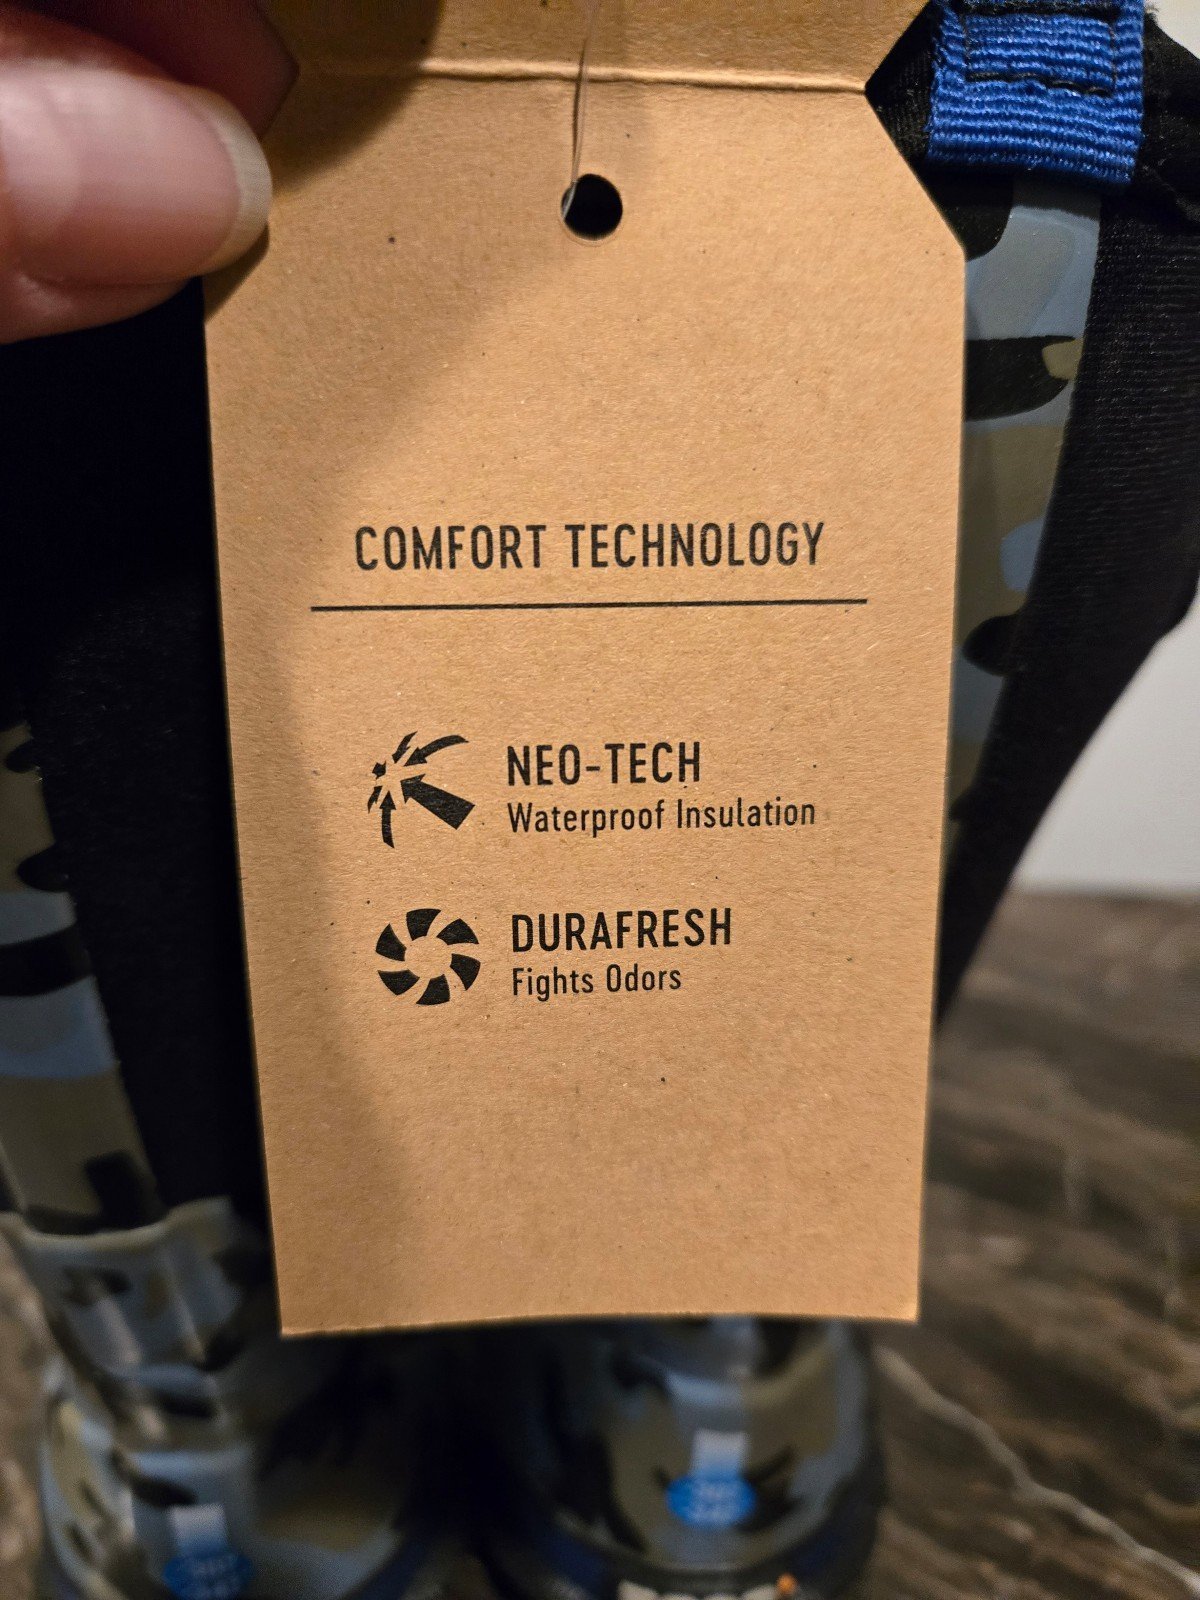 COMFORT TECHNOLOGY
NEO-TECH
Waterproof Insulation
DURAFRESH
Fights Odors